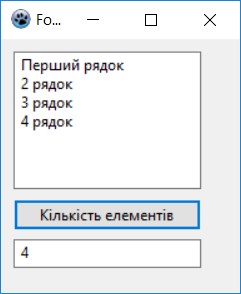 Fo...
Перший рядок
2 рядок
3 рядок
4 рядок
Кількість елементів
4